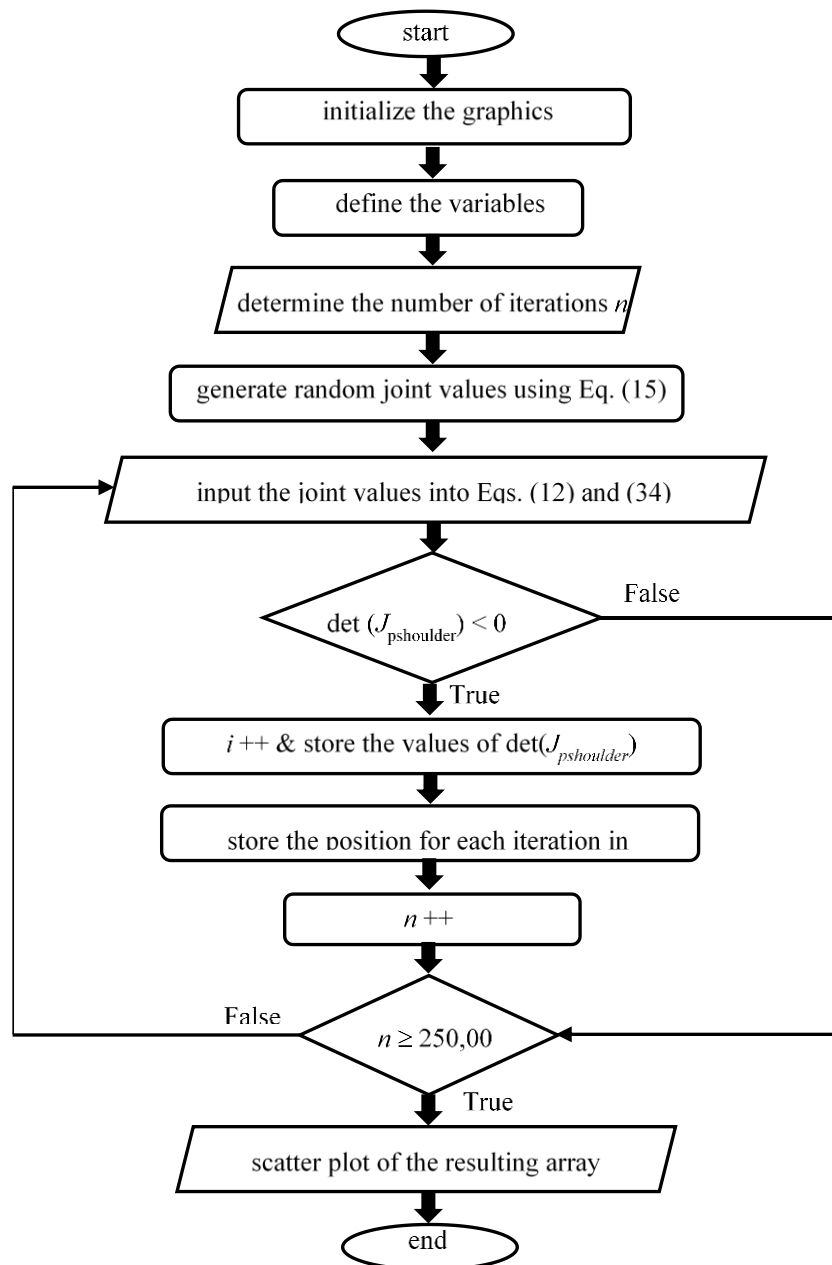 start
initialize the graphics
define the variables
determine the number of iterations n
generate random joint values using Eq. (15)
input the joint values into Eqs. (12) and (34)
False
det (Jpshoulder) < 0
True
i ++ & store the values of det(Jpshoulder)
store the position for each iteration in
n ++
False
n ≥ 250,00
True
scatter plot of the resulting array
end